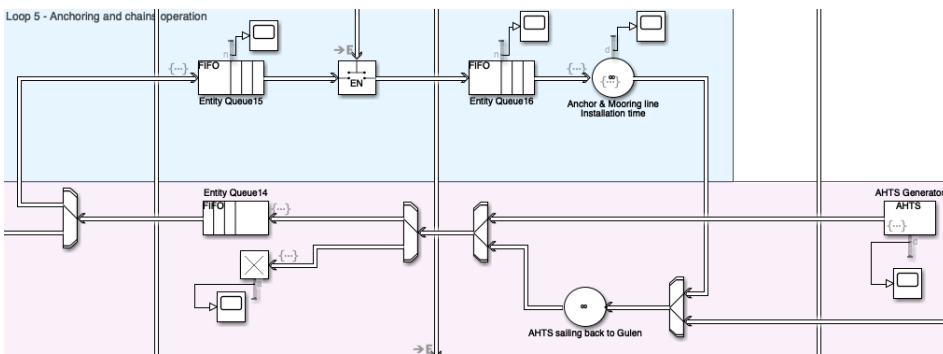 Loop 5 - Anchoring and chains operation
→E
{···}
FIFO
n
EN
FIFO
n
{···}
d
∞
{···}
Entity Queue15
Entity Queue16
Anchor & Mooring line
Installation time
Entity Queue14
FIFO
{···}
{···}
AHTS Generator
AHTS
{···}
d
∞
AHTS sailing back to Gulen
→E